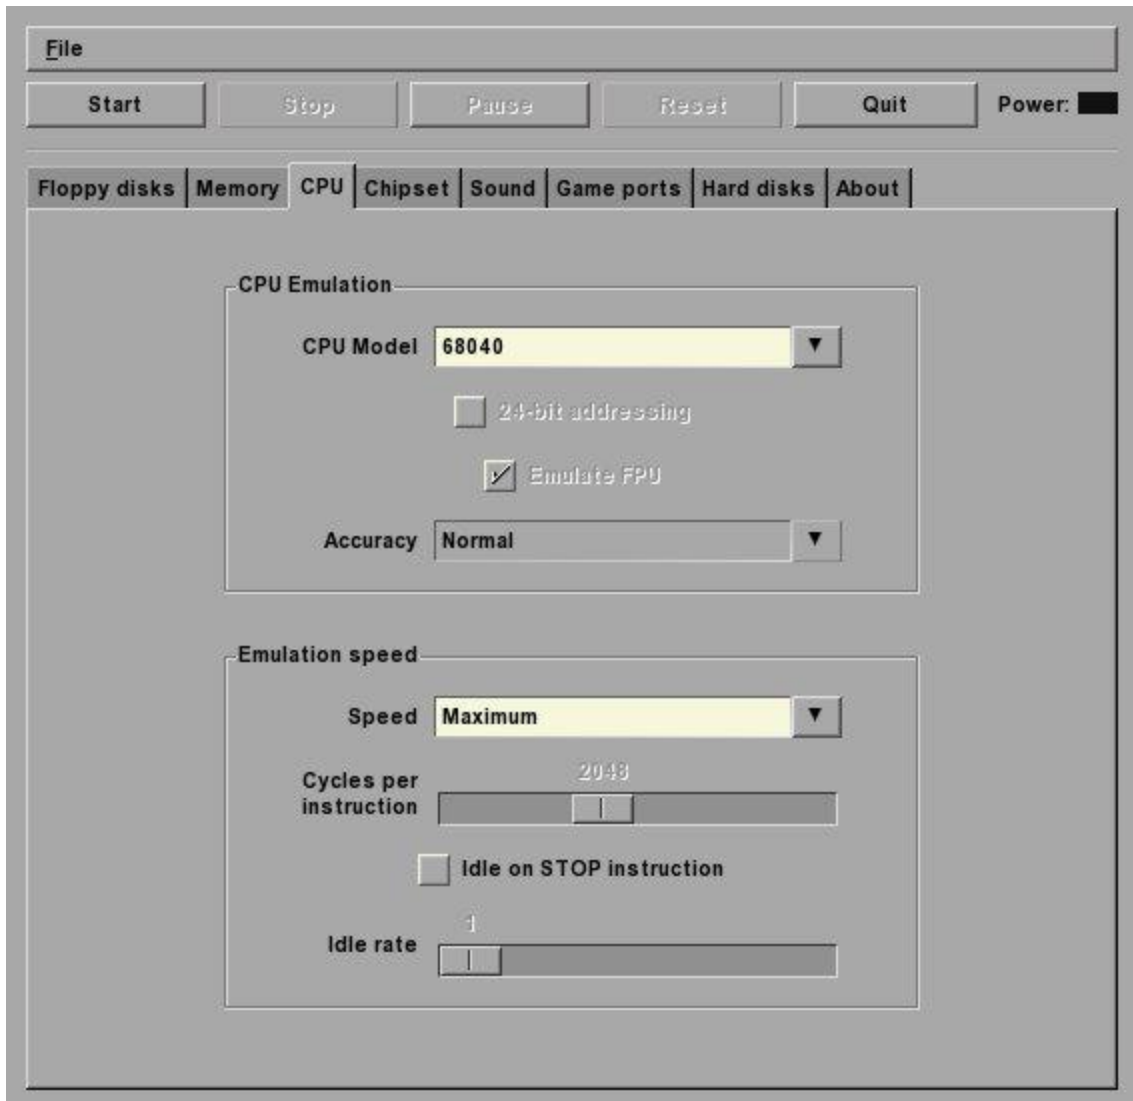 File
Start Stop Pause Reset Quit Power:
Floppy disks Memory CPU Chipset Sound Game ports Hard disks About
CPU Emulation
CPU Model 68040
24-bit addressing
Emulate FPU
Accuracy Normal
Emulation speed
Speed Maximum
2048
Cycles per
instruction
Idle on STOP instruction
1
Idle rate